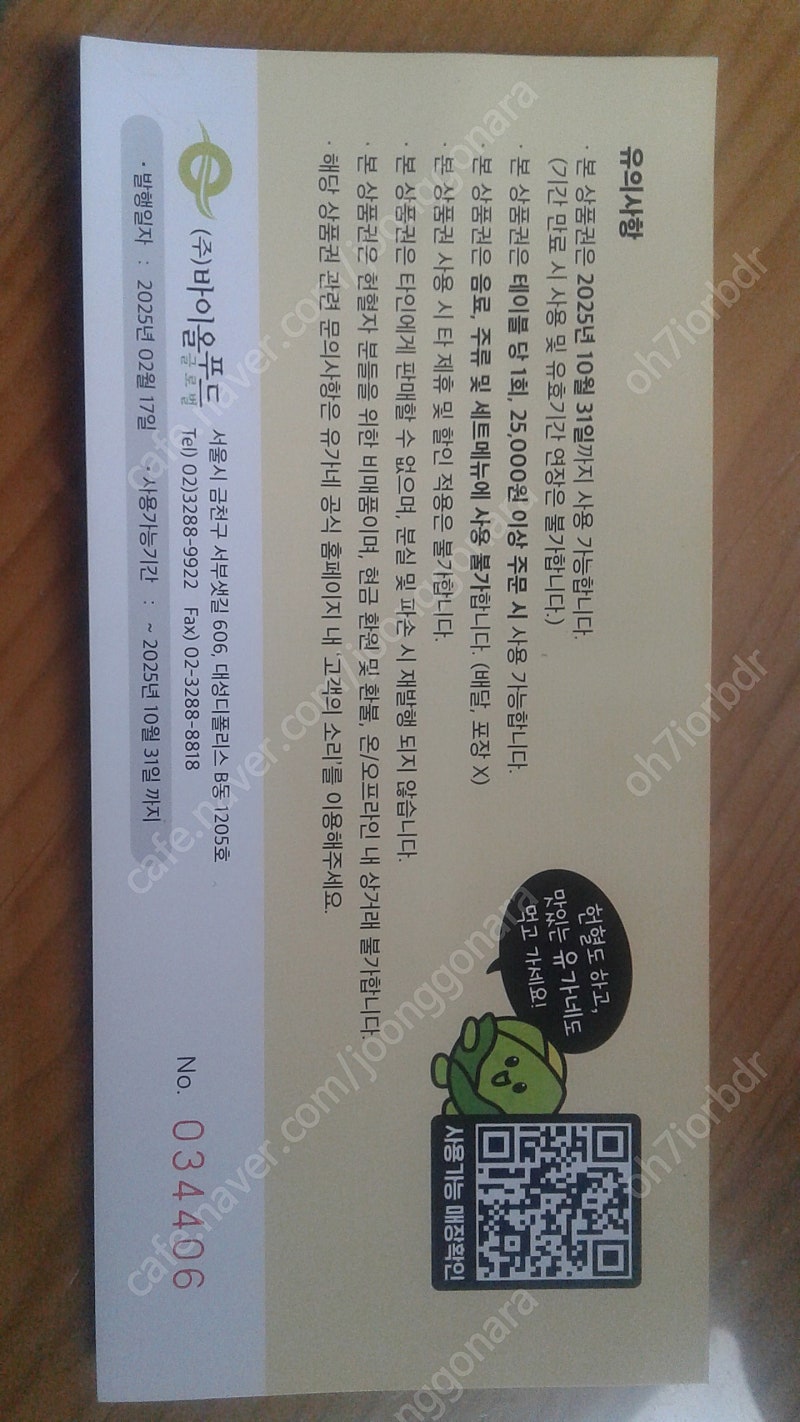 유의사항
· 본 상품권은 2025년 10월 31일까지 사용 가능합니다.
(기간 만료 시 사용 및 유효기간 연장은 불가합니다.)
· 본 상품권은 테이블 당 1회, 25,000원 이상 주문 시 사용 가능합니다.
· 본 상품권은 음료, 주류 및 세트메뉴에 사용 불가합니다. (배달, 포장 X)
· 본 상품권 사용 시 타 제휴 및 할인 적용은 불가합니다.
· 본 상품권은 타인에게 판매할 수 없으며, 분실 및 파손 시 재발행 되지 않습니다.
· 본 상품권은 헌혈자 분들을 위한 비매품이며, 현금 환원 및 환불, 온/오프라인 내 상거래 불가합니다.
· 해당 상품권 관련 문의사항은 유가네 공식 홈페이지 내 '고객의 소리'를 이용해주세요.
헌혈도 하고,
맛있는 유가네도
먹고 가세요!
사용가능 매장확인
(주)바이올푸드
글로벌
서울시 금천구 서부샛길 606, 대성디폴리스 B동 1205호
Tel) 02)3288-9922 Fax) 02-3288-8818
· 발행일자 : 2025년 02월 17일 · 사용가능기간 : ~ 2025년 10월 31일 까지
No. 034406
cafe.naver.com/joonggonara
cafe.naver.com/joonggonara
cafe.naver.com/joonggonara
oh7iorbdr
oh7iorbdr
oh7iorbdr